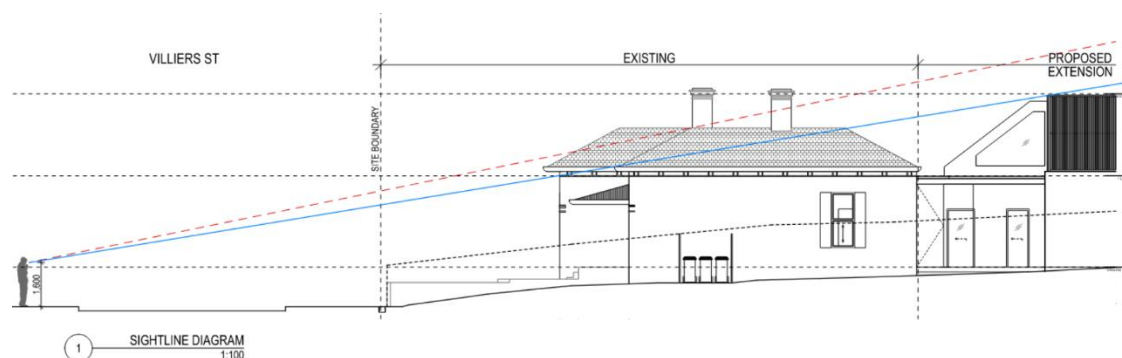 VILLIERS ST
EXISTING
PROPOSED
EXTENSION
SITE BOUNDARY
1,600
1
SIGHTLINE DIAGRAM
1:100